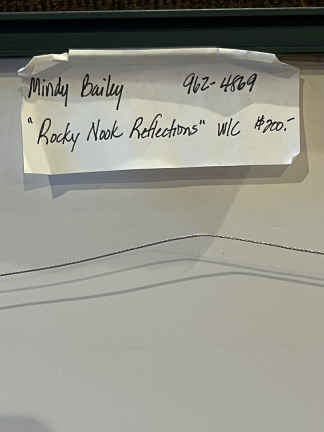 Mindy Bailey 962-4869
"Rocky Nook Reflections" W/C $200.-